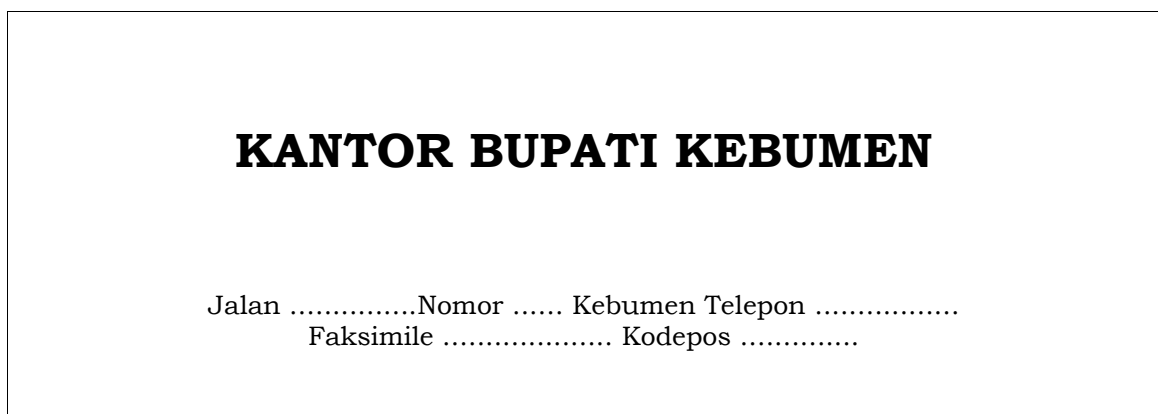 KANTOR BUPATI KEBUMEN
Jalan ...............Nomor ...... Kebumen Telepon .................
Faksimile .................... Kodepos ..............